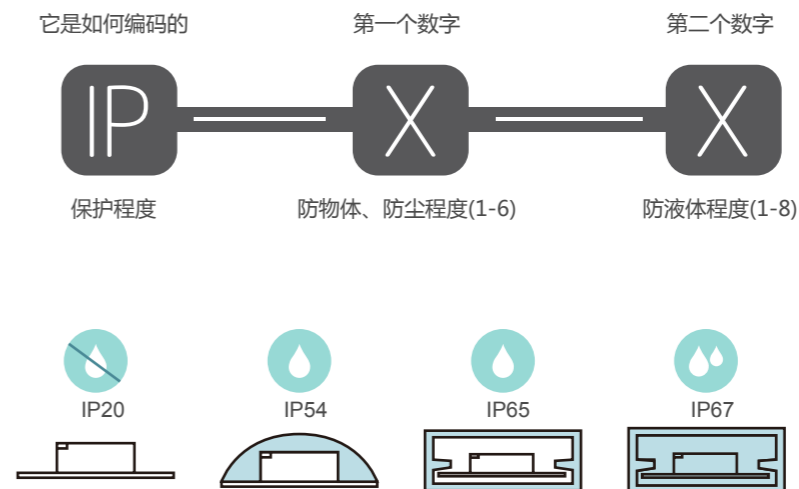 它是如何编码的 第一个数字 第二个数字
IP X X
保护程度 防物体、防尘程度(1-6) 防液体程度(1-8)
IP20 IP54 IP65 IP67